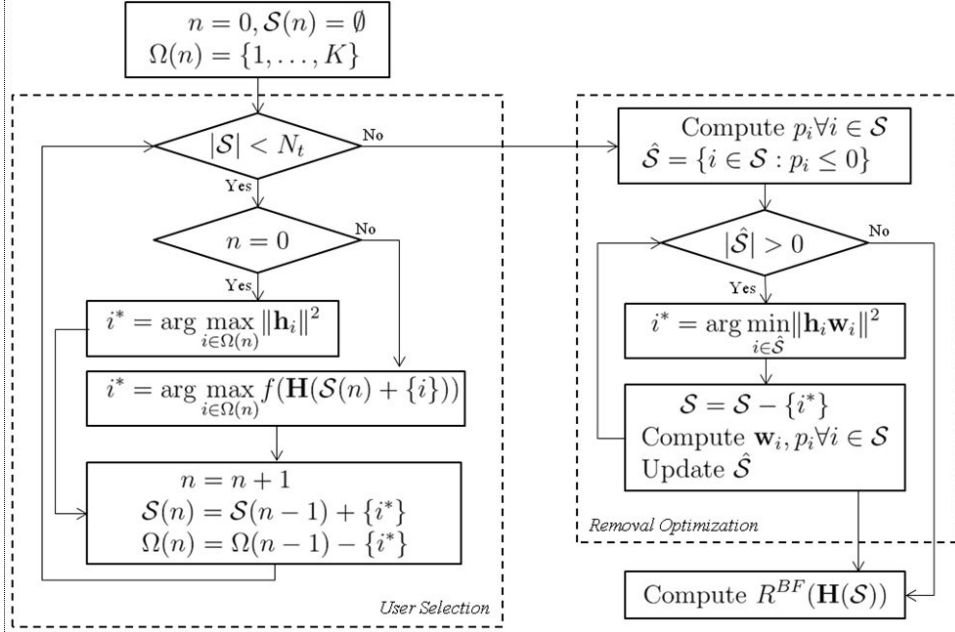 n = 0, 𝒮(n) = ∅
Ω(n) = {1, . . . , K}
|𝒮| < N_t
No
Yes
n = 0
No
Yes
i* = arg max_{i∈Ω(n)} ‖𝐡_i‖²
i* = arg max_{i∈Ω(n)} f(𝐇(𝒮(n) + {i}))
n = n + 1
𝒮(n) = 𝒮(n − 1) + {i*}
Ω(n) = Ω(n − 1) − {i*}
User Selection
Compute p_i ∀i ∈ 𝒮
𝒮̂ = {i ∈ 𝒮 : p_i ≤ 0}
|𝒮̂| > 0
No
Yes
i* = arg min_{i∈𝒮̂} ‖𝐡_i 𝐰_i‖²
𝒮 = 𝒮 − {i*}
Compute 𝐰_i, p_i ∀i ∈ 𝒮
Update 𝒮̂
Removal Optimization
Compute R^{BF}(𝐇(𝒮))